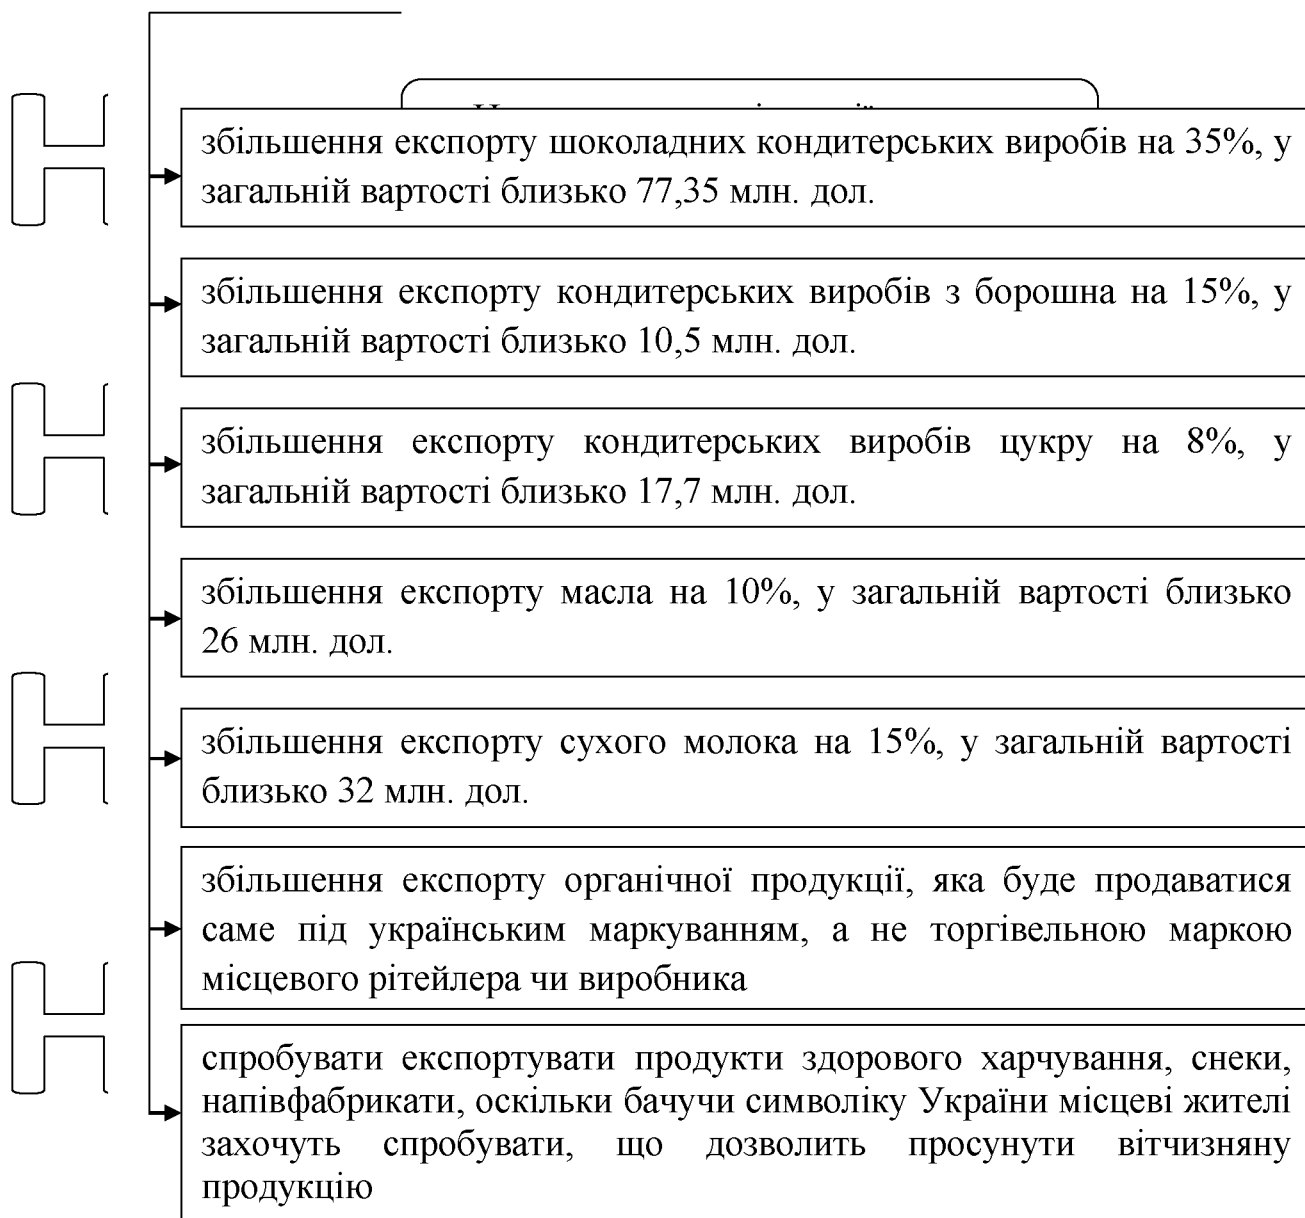 збільшення експорту шоколадних кондитерських виробів на 35%, у
загальній вартості близько 77,35 млн. дол.
збільшення експорту кондитерських виробів з борошна на 15%, у
загальній вартості близько 10,5 млн. дол.
збільшення експорту кондитерських виробів цукру на 8%, у
загальній вартості близько 17,7 млн. дол.
збільшення експорту масла на 10%, у загальній вартості близько
26 млн. дол.
збільшення експорту сухого молока на 15%, у загальній вартості
близько 32 млн. дол.
збільшення експорту органічної продукції, яка буде продаватися
саме під українським маркуванням, а не торгівельною маркою
місцевого рітейлера чи виробника
спробувати експортувати продукти здорового харчування, снеки,
напівфабрикати, оскільки бачучи символіку України місцеві жителі
захочуть спробувати, що дозволить просунути вітчизняну
продукцію